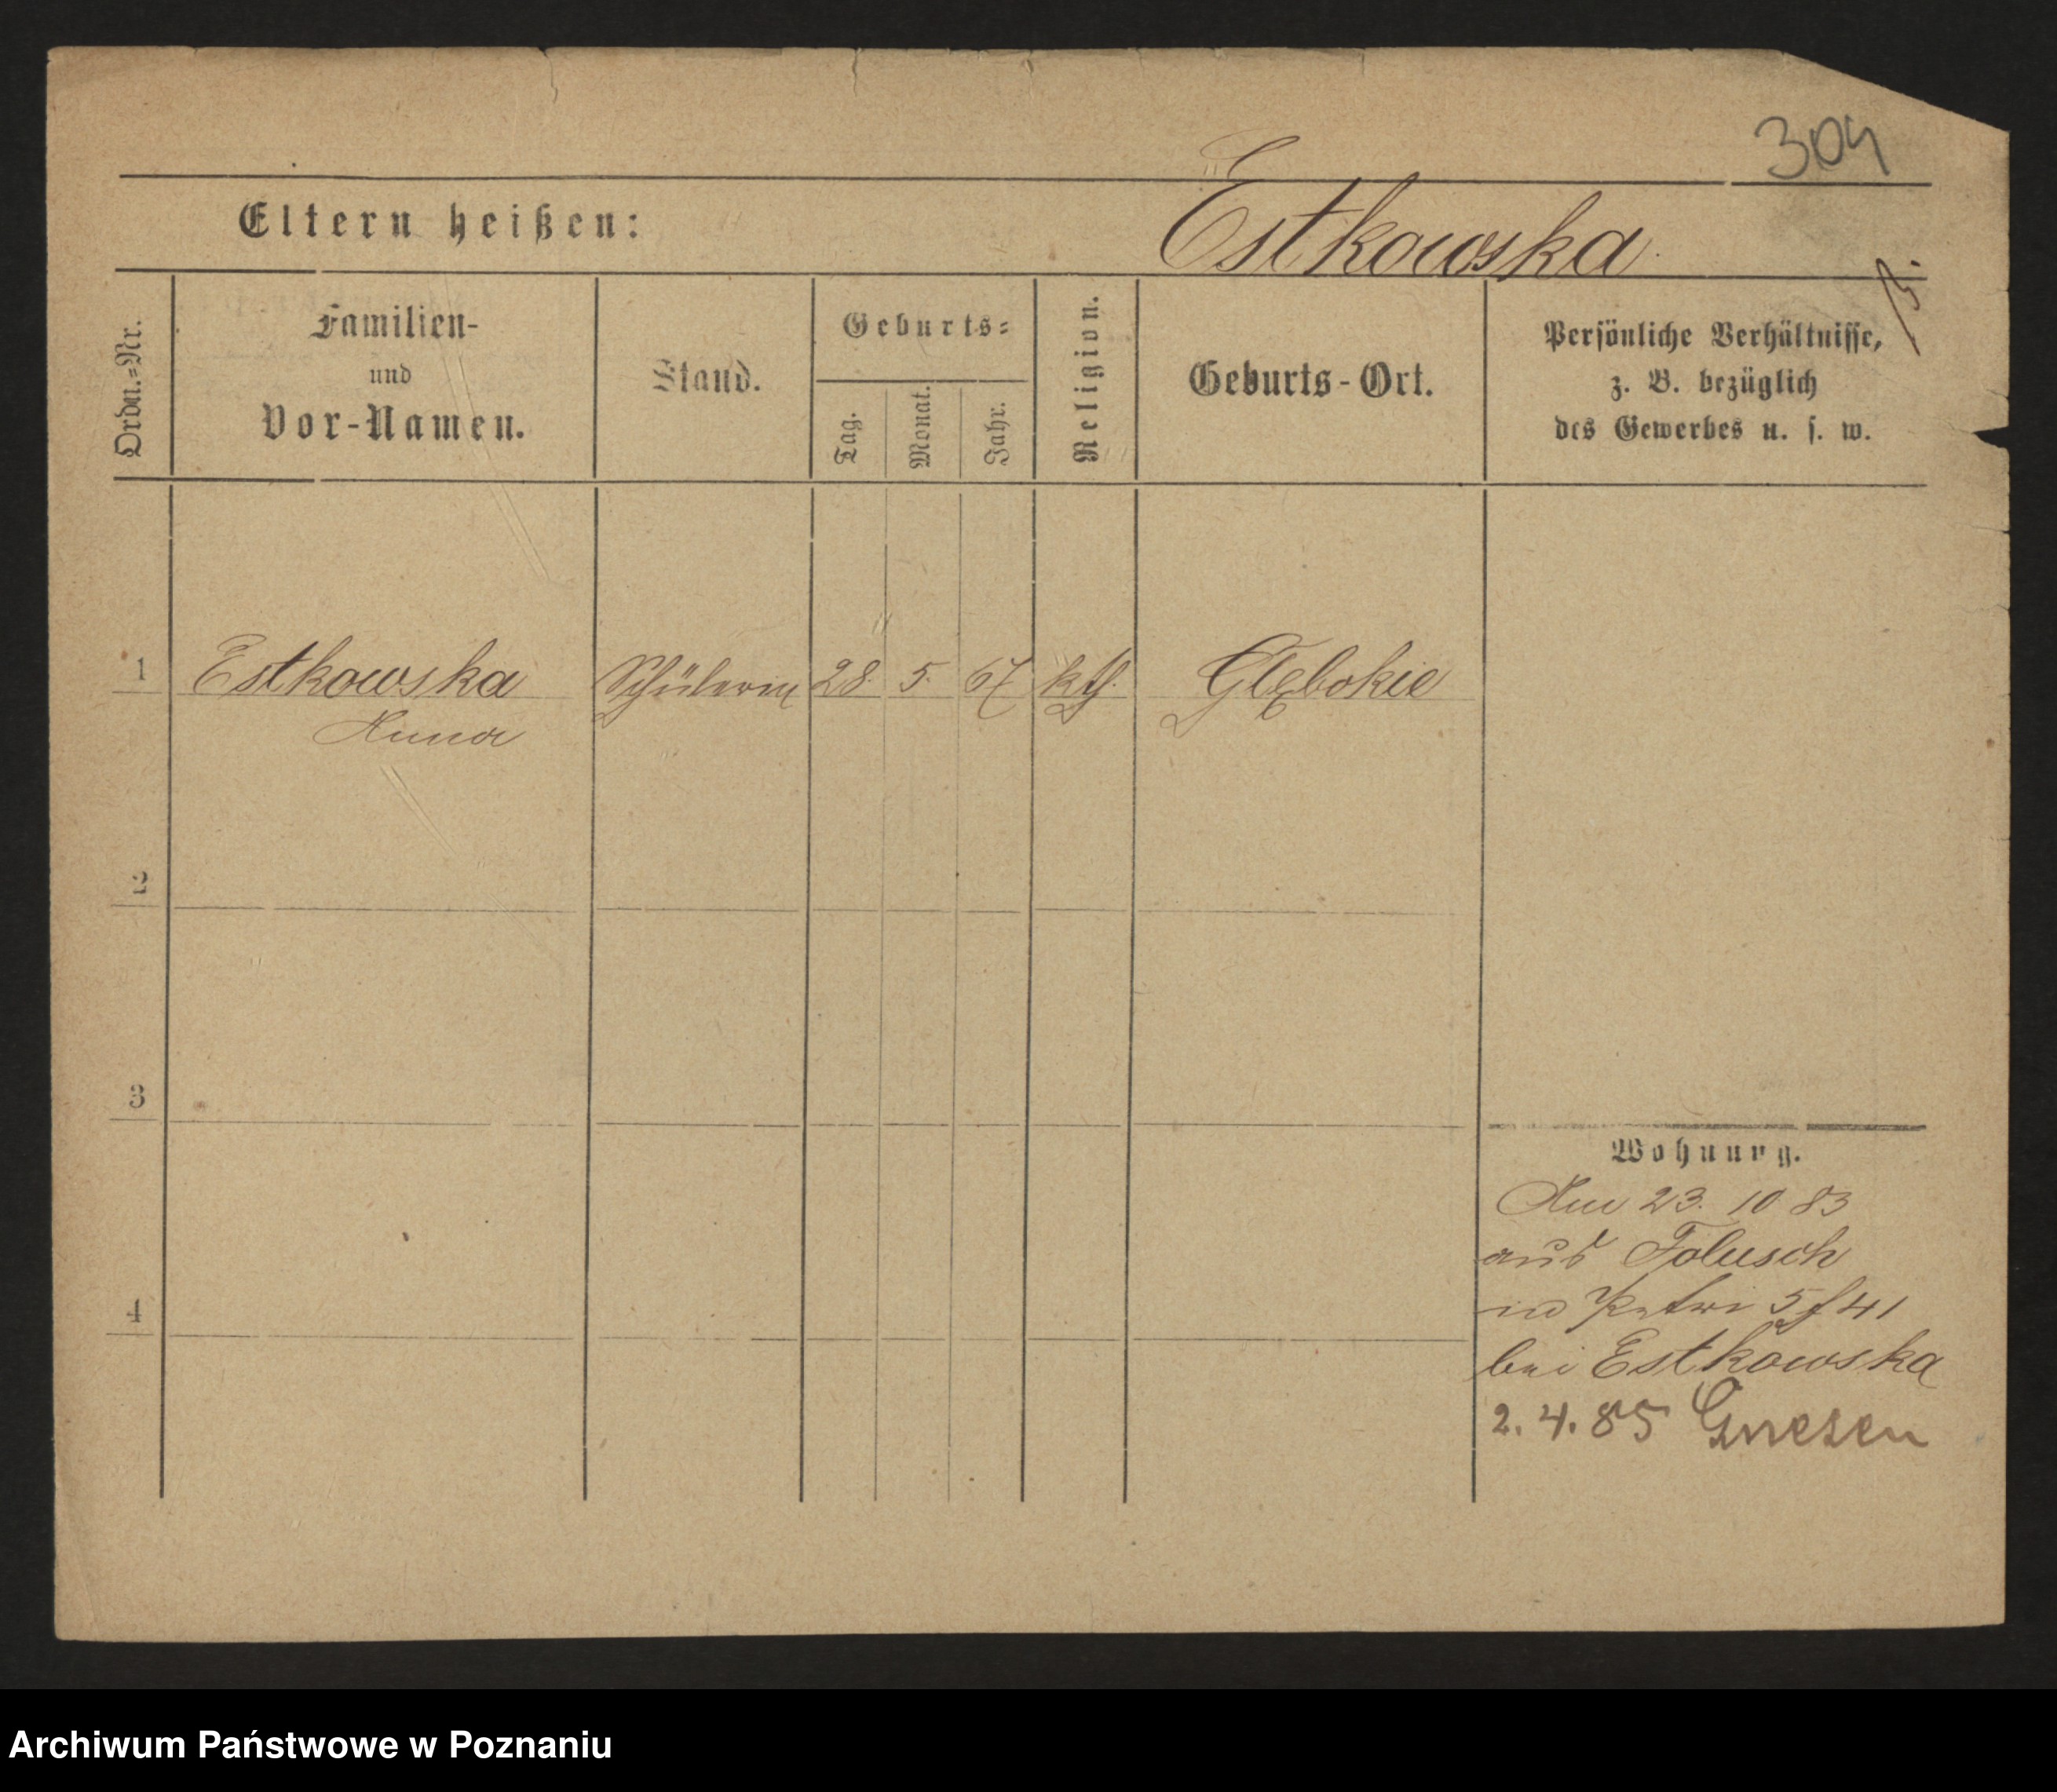 304
Eltern heißen:
Estkowska
Ordn.=Nr.
Familien-
und
Vor-Namen.
Stand.
Geburts=
Tag.
Monat.
Jahr.
Religion.
Geburts-Ort.
Persönliche Verhältnisse,
z. B. bezüglich
des Gewerbes u. s. w.
1 Estkowska Schülerin 28. 5. 67 kth. Głębokie
Anna
2
3
Wohnung.
Am 23. 10 83
aus Folusch
4
bei Estkowska
2. 4. 85 Gnesen
Archiwum Państwowe w Poznaniu